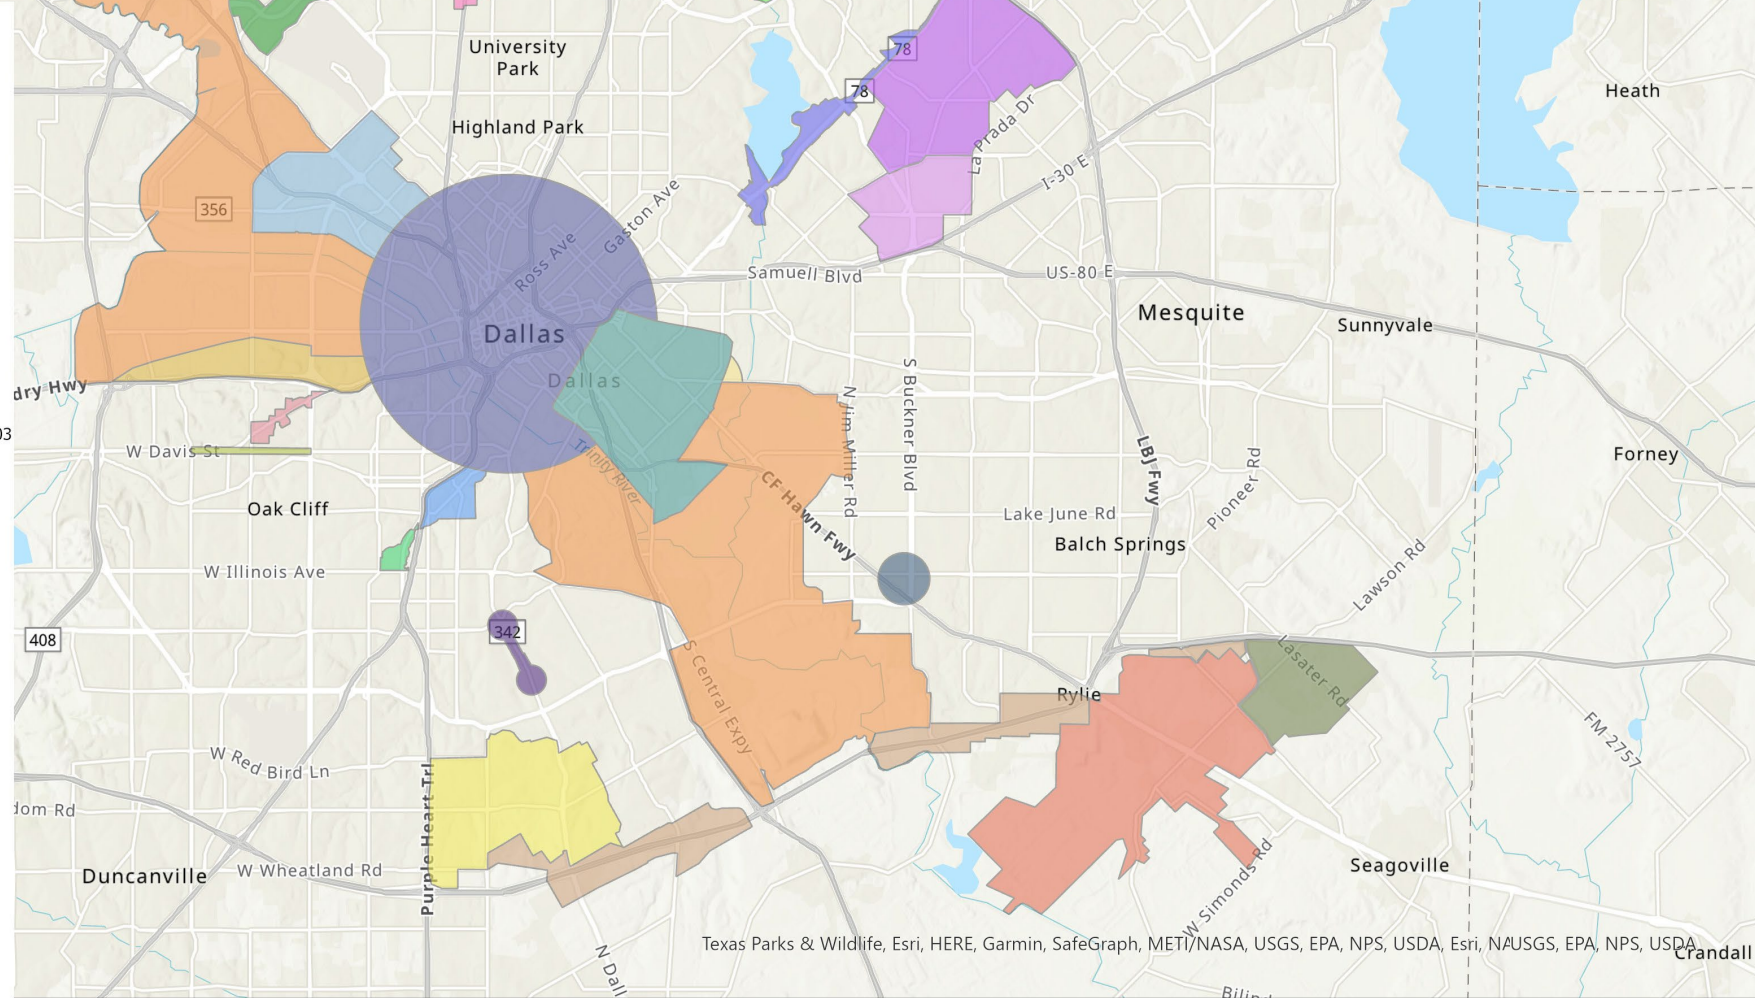 University
Park
78
78
Heath
Highland Park
La Prada Dr
I-30 E
356
Gaston Ave
Ross Ave
Samuell Blvd
US-80 E
Mesquite
Sunnyvale
Dallas
Dallas
dry Hwy
S Buckner Blvd
N Jim Miller Rd
03
W Davis St
Trinity River
CF Hawn Fwy
LBJ Fwy
Pioneer Rd
Forney
Oak Cliff
Lake June Rd
Balch Springs
W Illinois Ave
Lawson Rd
342
408
S Central Expy
Rylie
Lasater Rd
FM 2757
W Red Bird Ln
dom Rd
Purple Heart Trl
Duncanville
W Wheatland Rd
W Simonds Rd
Seagoville
Texas Parks & Wildlife, Esri, HERE, Garmin, SafeGraph, METI/NASA, USGS, EPA, NPS, USDA, Esri, NAUSGS, EPA, NPS, USDA
Crandall
N Dall